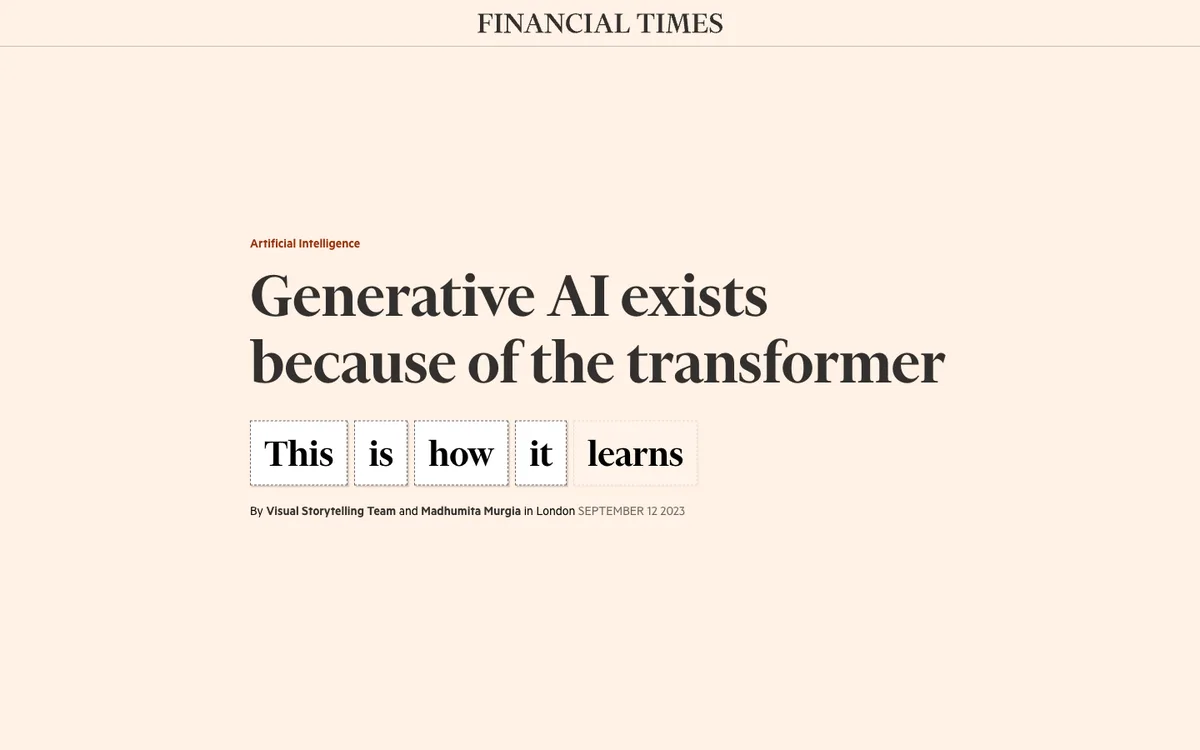 FINANCIAL TIMES
Artificial Intelligence
Generative AI exists
because of the transformer
This is how it learns
By Visual Storytelling Team and Madhumita Murgia in London SEPTEMBER 12 2023